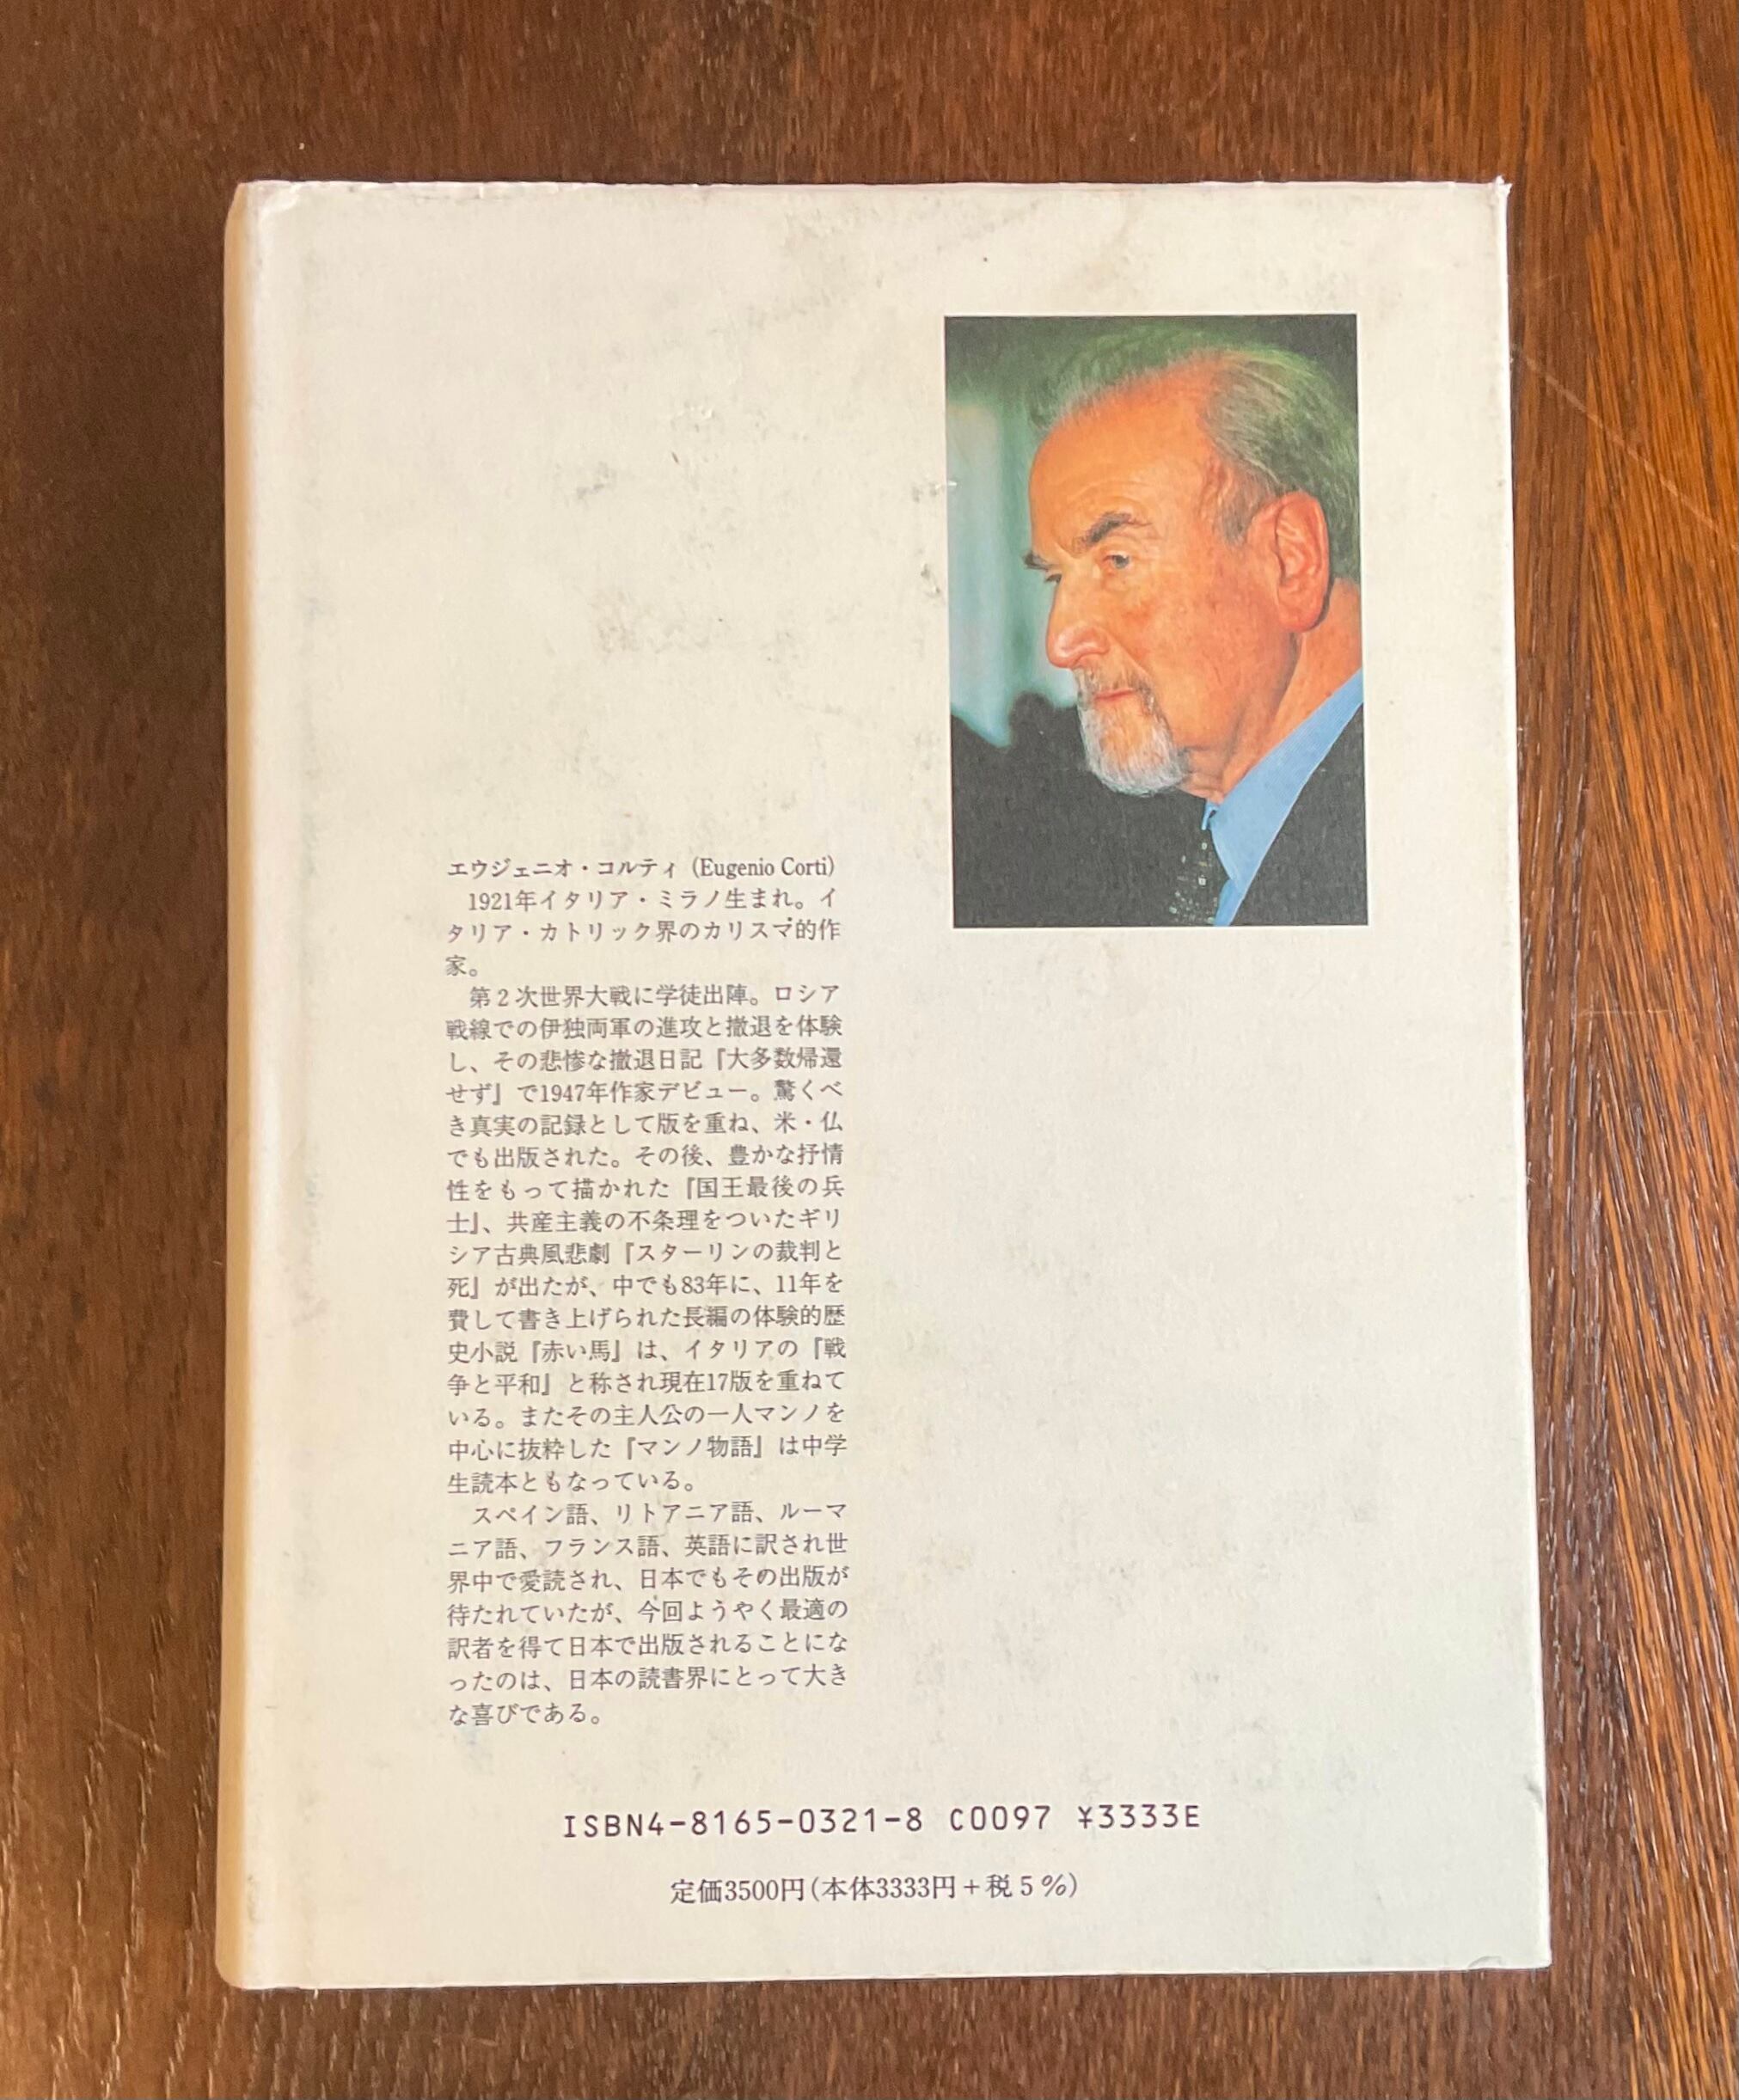 エウジェニオ・コルティ (Eugenio Corti)
1921年イタリア・ミラノ生まれ。イ
タリア・カトリック界のカリスマ的作
家。
第2次世界大戦に学徒出陣。ロシア
戦線での伊独両軍の進攻と撤退を体験
し、その悲惨な撤退日記『大多数帰還
せず』で1947年作家デビュー。驚くべ
き真実の記録として版を重ね、米・仏
でも出版された。その後、豊かな抒情
性をもって描かれた『国王最後の兵
士』、共産主義の不条理をついたギリ
シア古典風悲劇『スターリンの裁判と
死』が出たが、中でも83年に、11年を
費して書き上げられた長編の体験的歴
史小説『赤い馬』は、イタリアの『戦
争と平和』と称され現在17版を重ねて
いる。またその主人公の一人マンノを
中心に抜粋した『マンノ物語』は中学
生読本ともなっている。
スペイン語、リトアニア語、ルーマ
ニア語、フランス語、英語に訳され世
界中で愛読され、日本でもその出版が
待たれていたが、今回ようやく最適の
訳者を得て日本で出版されることにな
ったのは、日本の読書界にとって大き
な喜びである。
ISBN4-8165-0321-8 C0097 ¥3333E
定価3500円(本体3333円+税5%)